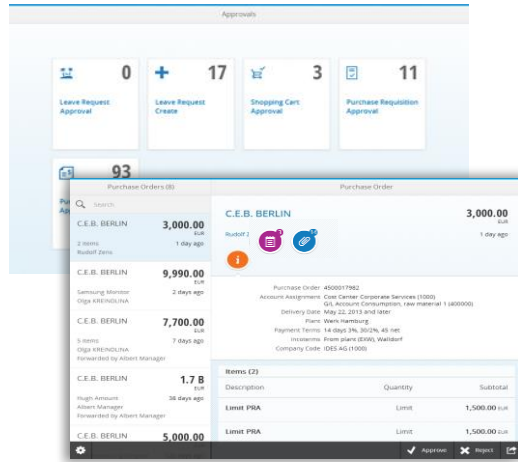 Approvals
0
Leave Request
Approval
17
Leave Request
Create
3
Shopping Cart
Approval
11
Purchase Requisition
Approval
93
Purchase Orders (8)
Search
C.E.B. BERLIN 3,000.00
EUR
2 items 1 day ago
Rudolf Zens
C.E.B. BERLIN 9,990.00
EUR
Samsung Monitor 2 days ago
Olga KREINDLINA
C.E.B. BERLIN 7,700.00
EUR
5 items 7 days ago
Olga KREINDLINA
Forwarded by Albert Manager
C.E.B. BERLIN 1.7 B
EUR
Hugh Amount 36 days ago
Albert Manager
Forwarded by Albert Manager
C.E.B. BERLIN 5,000.00
Purchase Order
C.E.B. BERLIN 3,000.00
EUR
Rudolf 1 day ago
Purchase Order 4500017982
Account Assignment Cost Center Corporate Services (1000)
G/L Account Consumption, raw material 1 (400000)
Delivery Date May 22, 2013 and later
Plant Werk Hamburg
Payment Terms 14 days 3%, 30/2%, 45 net
Incoterms From plant (EXW), Walldorf
Company Code IDES AG (1000)
Items (2)
Description Quantity Subtotal
Limit PRA Limit 1,500.00 EUR
Limit PRA Limit 1,500.00 EUR
Approve Reject